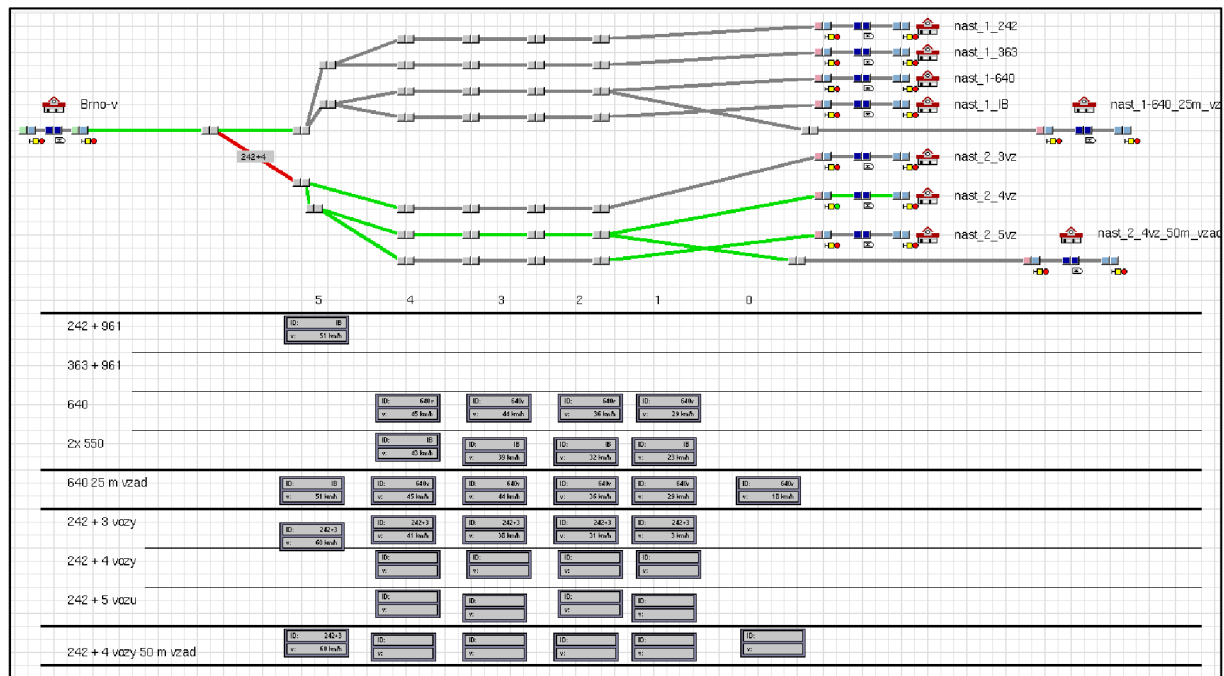 nast_1_242
nast_1_363
nast_1-640
Brno-v
nast_1_IB
nast_1-640_25m_vz
242+4
nast_2_3vz
nast_2_4vz
nast_2_5vz
nast_2_4vz_50m_vzad
5 4 3 2 1 0
242 + 961
ID: IB
v: 51 km/h
363 + 961
640
ID: 640v ID: 640v ID: 640v ID: 640v
v: 45 km/h v: 44 km/h v: 36 km/h v: 29 km/h
2x 550
ID: IB ID: IB ID: IB ID: IB
v: 43 km/h v: 39 km/h v: 32 km/h v: 23 km/h
640 25 m vzad
ID: IB ID: 640v ID: 640v ID: 640v ID: 640v ID: 640v
v: 51 km/h v: 45 km/h v: 44 km/h v: 36 km/h v: 29 km/h v: 18 km/h
242 + 3 vozy
ID: 242+3 ID: 242+3 ID: 242+3 ID: 242+3 ID: 242+3
v: 60 km/h v: 41 km/h v: 38 km/h v: 31 km/h v: 3 km/h
242 + 4 vozy
ID: ID: ID: ID:
v: v: v: v:
242 + 5 vozu
ID: ID: ID: ID:
v: v: v: v:
242 + 4 vozy 50 m vzad
ID: 242+3 ID: ID: ID: ID: ID:
v: 60 km/h v: v: v: v: v: